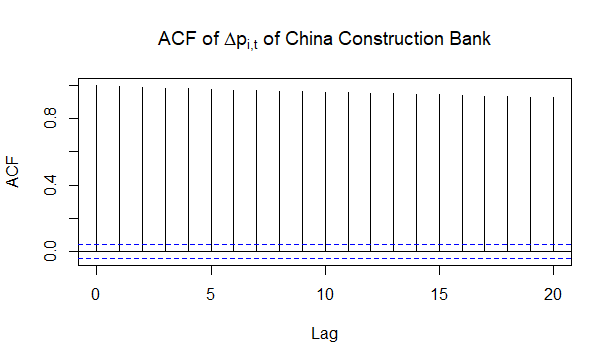 ACF of Δpi,t of China Construction Bank
ACF
0.8
0.4
0.0
0 5 10 15 20
Lag